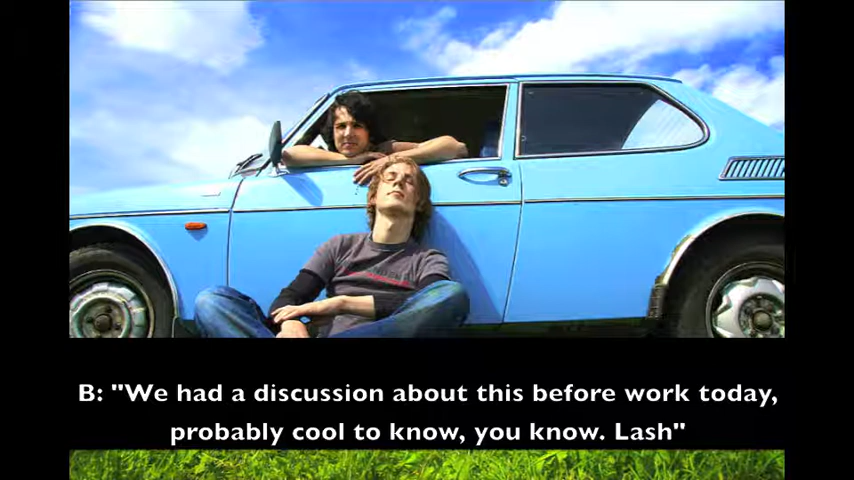 B: "We had a discussion about this before work today,
probably cool to know, you know. Lash"